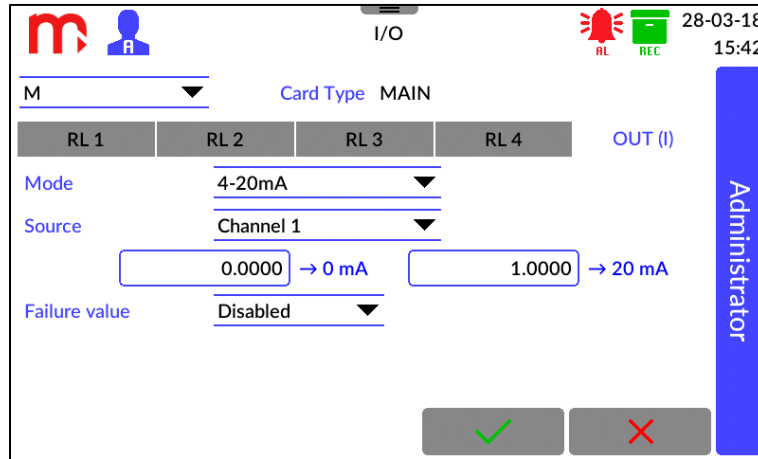 m
A
I/O
AL
REC
28-03-18
15:42
M
Card Type MAIN
RL 1 RL 2 RL 3 RL 4 OUT (I)
Mode 4-20mA
Source Channel 1
0.0000 → 0 mA 1.0000 → 20 mA
Failure value Disabled
Administrator